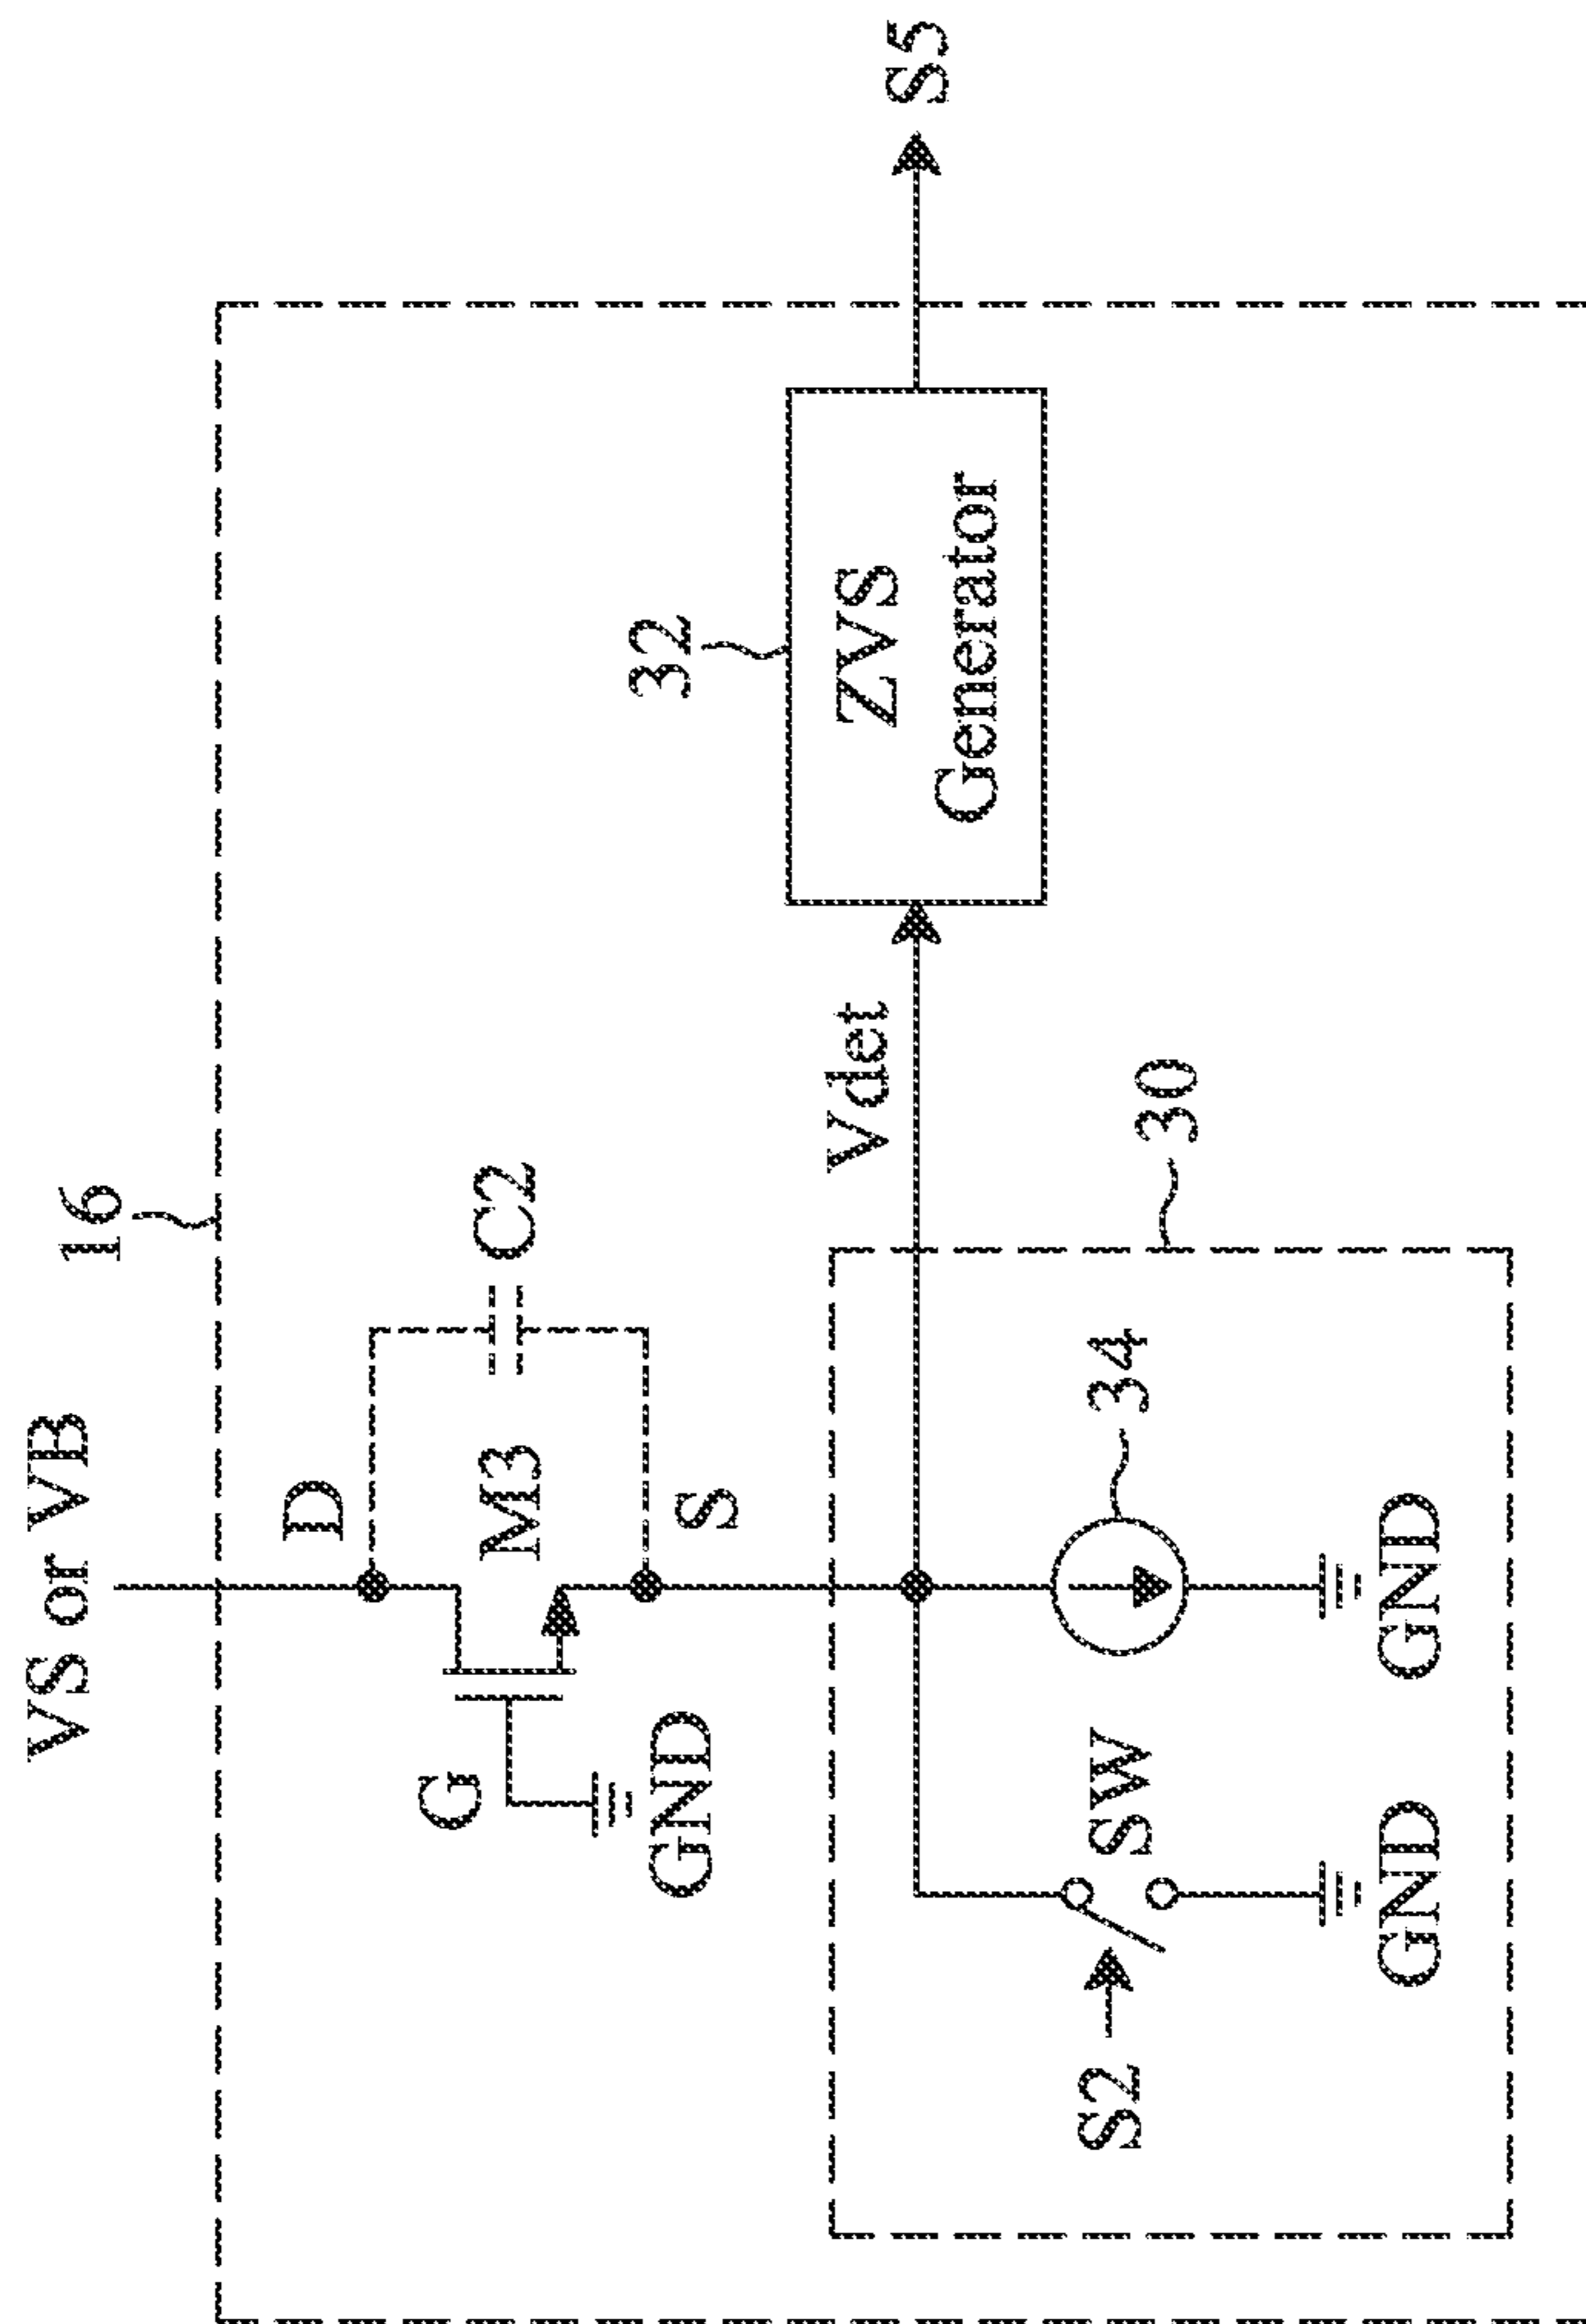 VS or VB
16
D
M3
C2
G
GND
S
32
ZVS
Generator
S5
Vdet
30
S2
SW
34
GND
GND